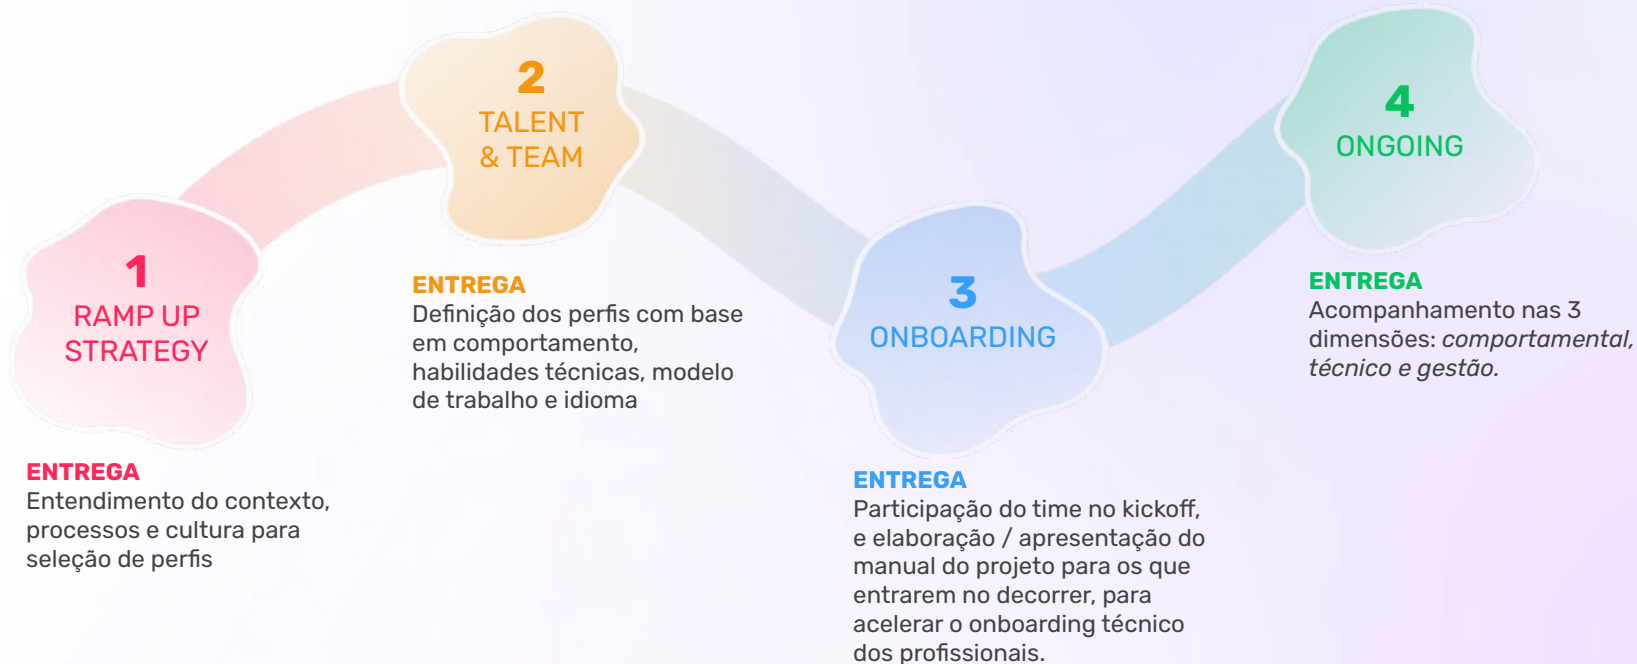 1
RAMP UP
STRATEGY
ENTREGA
Entendimento do contexto,
processos e cultura para
seleção de perfis
2
TALENT
& TEAM
ENTREGA
Definição dos perfis com base
em comportamento,
habilidades técnicas, modelo
de trabalho e idioma
3
ONBOARDING
ENTREGA
Participação do time no kickoff,
e elaboração / apresentação do
manual do projeto para os que
entrarem no decorrer, para
acelerar o onboarding técnico
dos profissionais.
4
ONGOING
ENTREGA
Acompanhamento nas 3
dimensões: comportamental,
técnico e gestão.